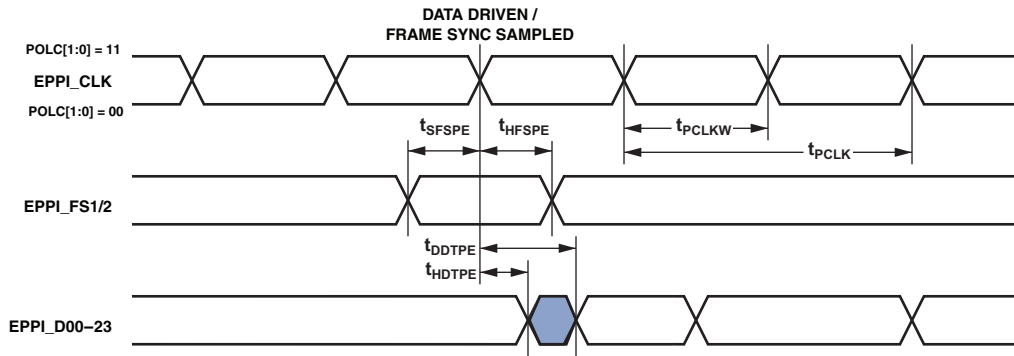 DATA DRIVEN /
FRAME SYNC SAMPLED
POLC[1:0] = 11
EPPI_CLK
POLC[1:0] = 00
tSFSPE
tHFSPE
tPCLKW
tPCLK
EPPI_FS1/2
tDDTPE
tHDTPE
EPPI_D00–23